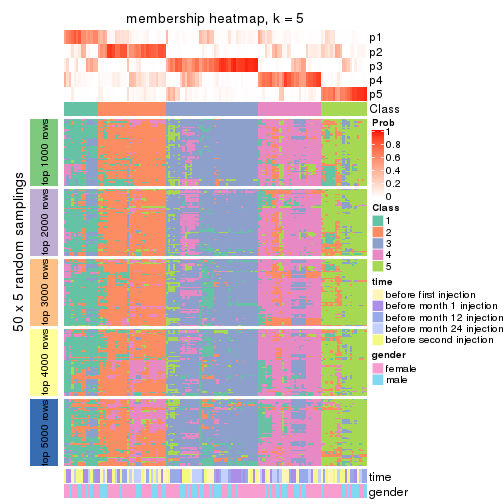 membership heatmap, k = 5
p1
p2
p3
p4
p5
Class
50 x 5 random samplings
top 1000 rows
top 2000 rows
top 3000 rows
top 4000 rows
top 5000 rows
time
gender
Prob
1
0.8
0.6
0.4
0.2
0
Class
1
2
3
4
5
time
before first injection
before month 1 injection
before month 12 injection
before month 24 injection
before second injection
gender
female
male